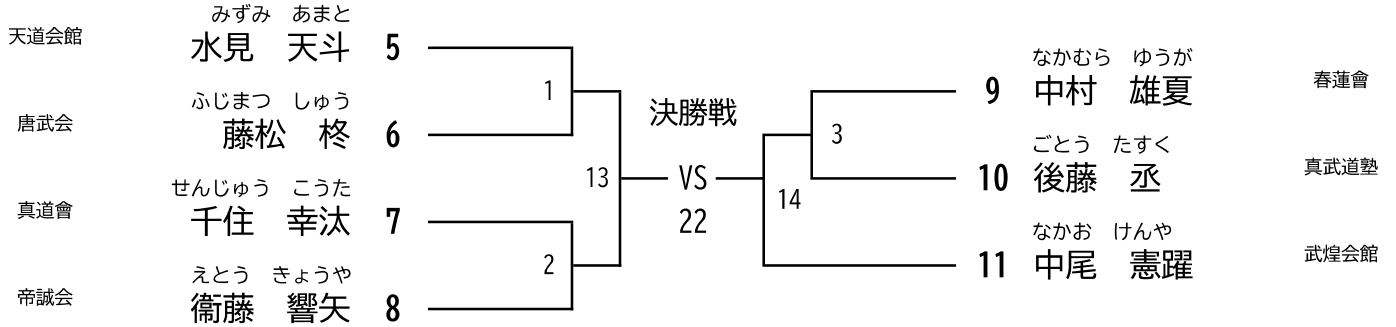 みずみ　あまと
天道会館　水見　天斗　5
1
ふじまつ　しゅう
唐武会　藤松　柊　6
13
せんじゅう　こうた
真道會　千住　幸汰　7
2
えとう　きょうや
帝誠会　衞藤　響矢　8
決勝戦
VS
22
なかむら　ゆうが
9　中村　雄夏　春蓮會
3
ごとう　たすく
10　後藤　丞　真武道塾
14
なかお　けんや
11　中尾　憲躍　武煌会館